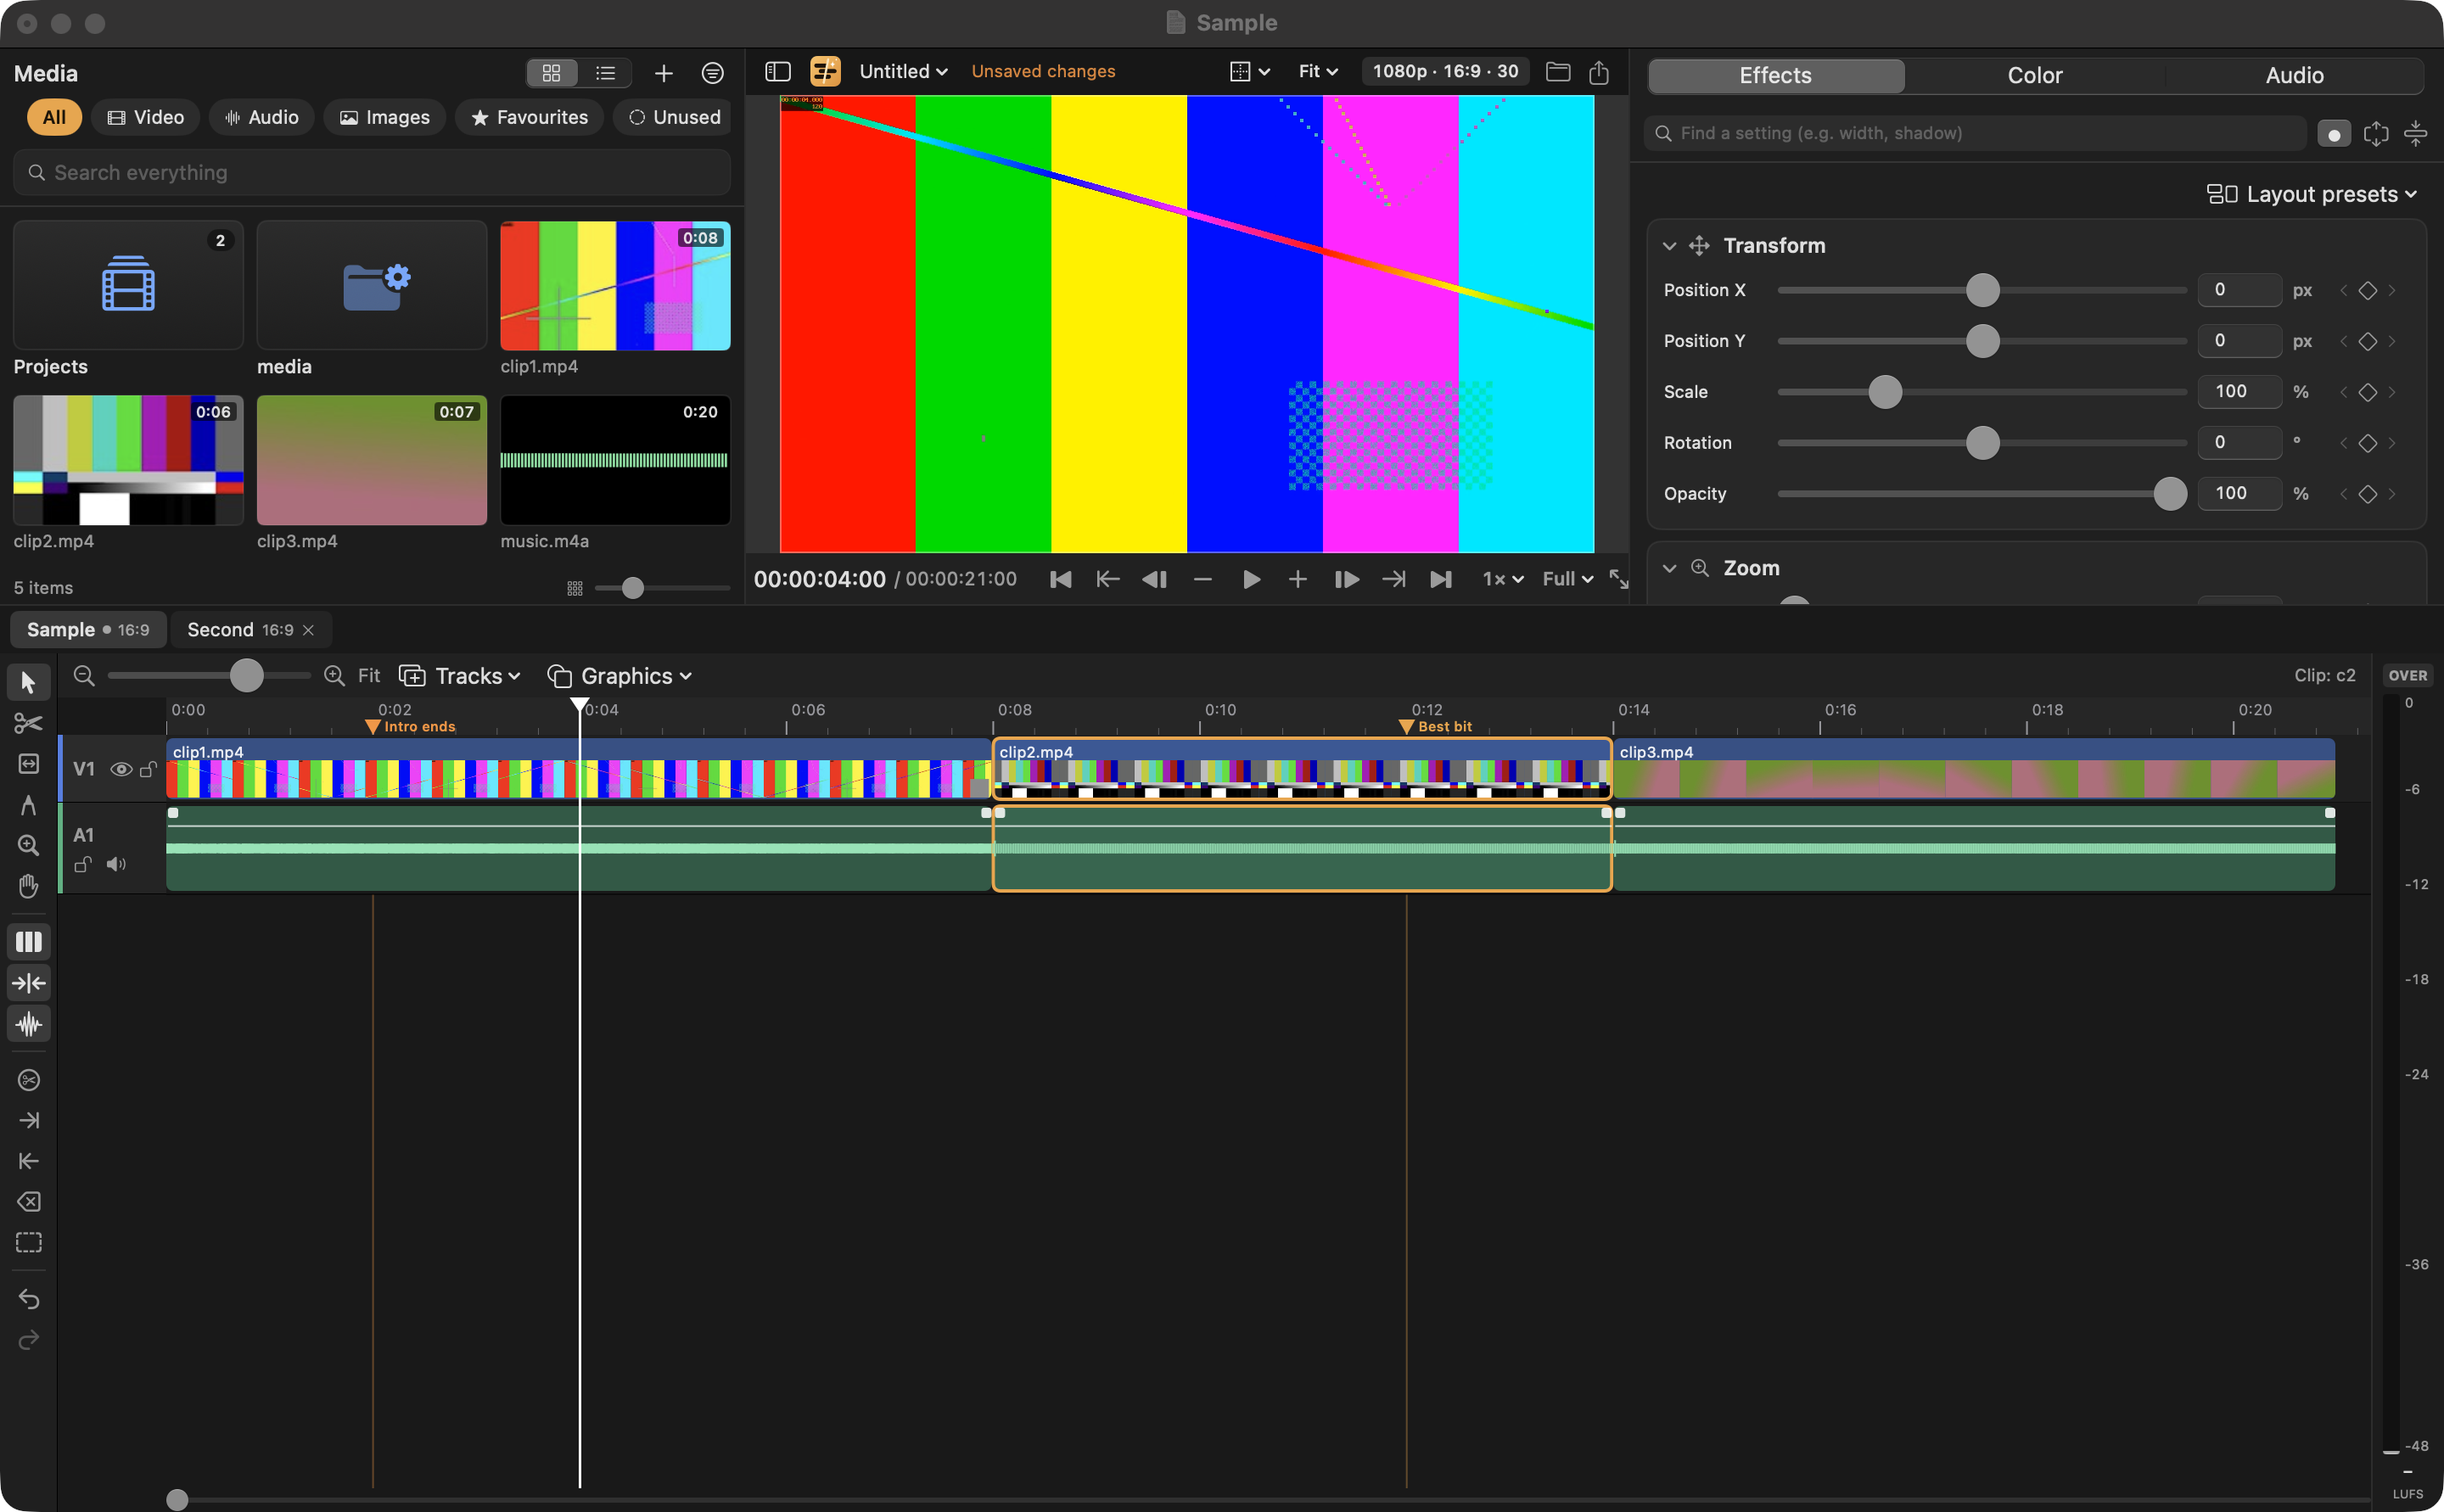 Sample
Media
All
Video
Audio
Images
Favourites
Unused
Search everything
2
Projects
media
0:08
clip1.mp4
0:06
clip2.mp4
0:07
clip3.mp4
0:20
music.m4a
5 items
Untitled
Unsaved changes
Fit
1080p · 16:9 · 30
00:00:04.000
120
00:00:04:00 / 00:00:21:00
1×
Full
Effects
Color
Audio
Find a setting (e.g. width, shadow)
Layout presets
Transform
Position X 0 px
Position Y 0 px
Scale 100 %
Rotation 0 °
Opacity 100 %
Zoom
Sample 16:9
Second 16:9
Fit
Tracks
Graphics
Clip: c2
OVER
0:00 0:02 0:04 0:06 0:08 0:10 0:12 0:14 0:16 0:18 0:20
Intro ends
Best bit
V1
clip1.mp4
clip2.mp4
clip3.mp4
A1
0
-6
-12
-18
-24
-36
-48
–
LUFS